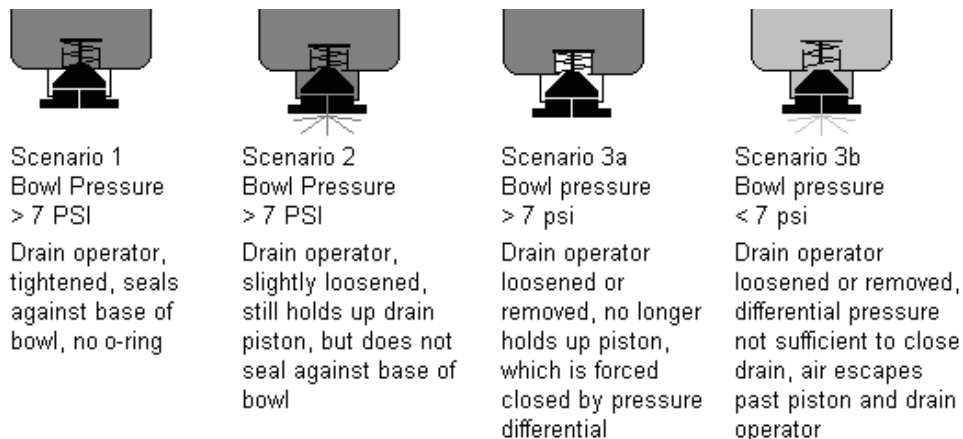 Scenario 1
Bowl Pressure
> 7 PSI
Drain operator,
tightened, seals
against base of
bowl, no o-ring
Scenario 2
Bowl Pressure
> 7 PSI
Drain operator,
slightly loosened,
still holds up drain
piston, but does not
seal against base of
bowl
Scenario 3a
Bowl pressure
> 7 psi
Drain operator
loosened or
removed, no longer
holds up piston,
which is forced
closed by pressure
differential
Scenario 3b
Bowl pressure
< 7 psi
Drain operator
loosened or removed,
differential pressure
not sufficient to close
drain, air escapes
past piston and drain
operator